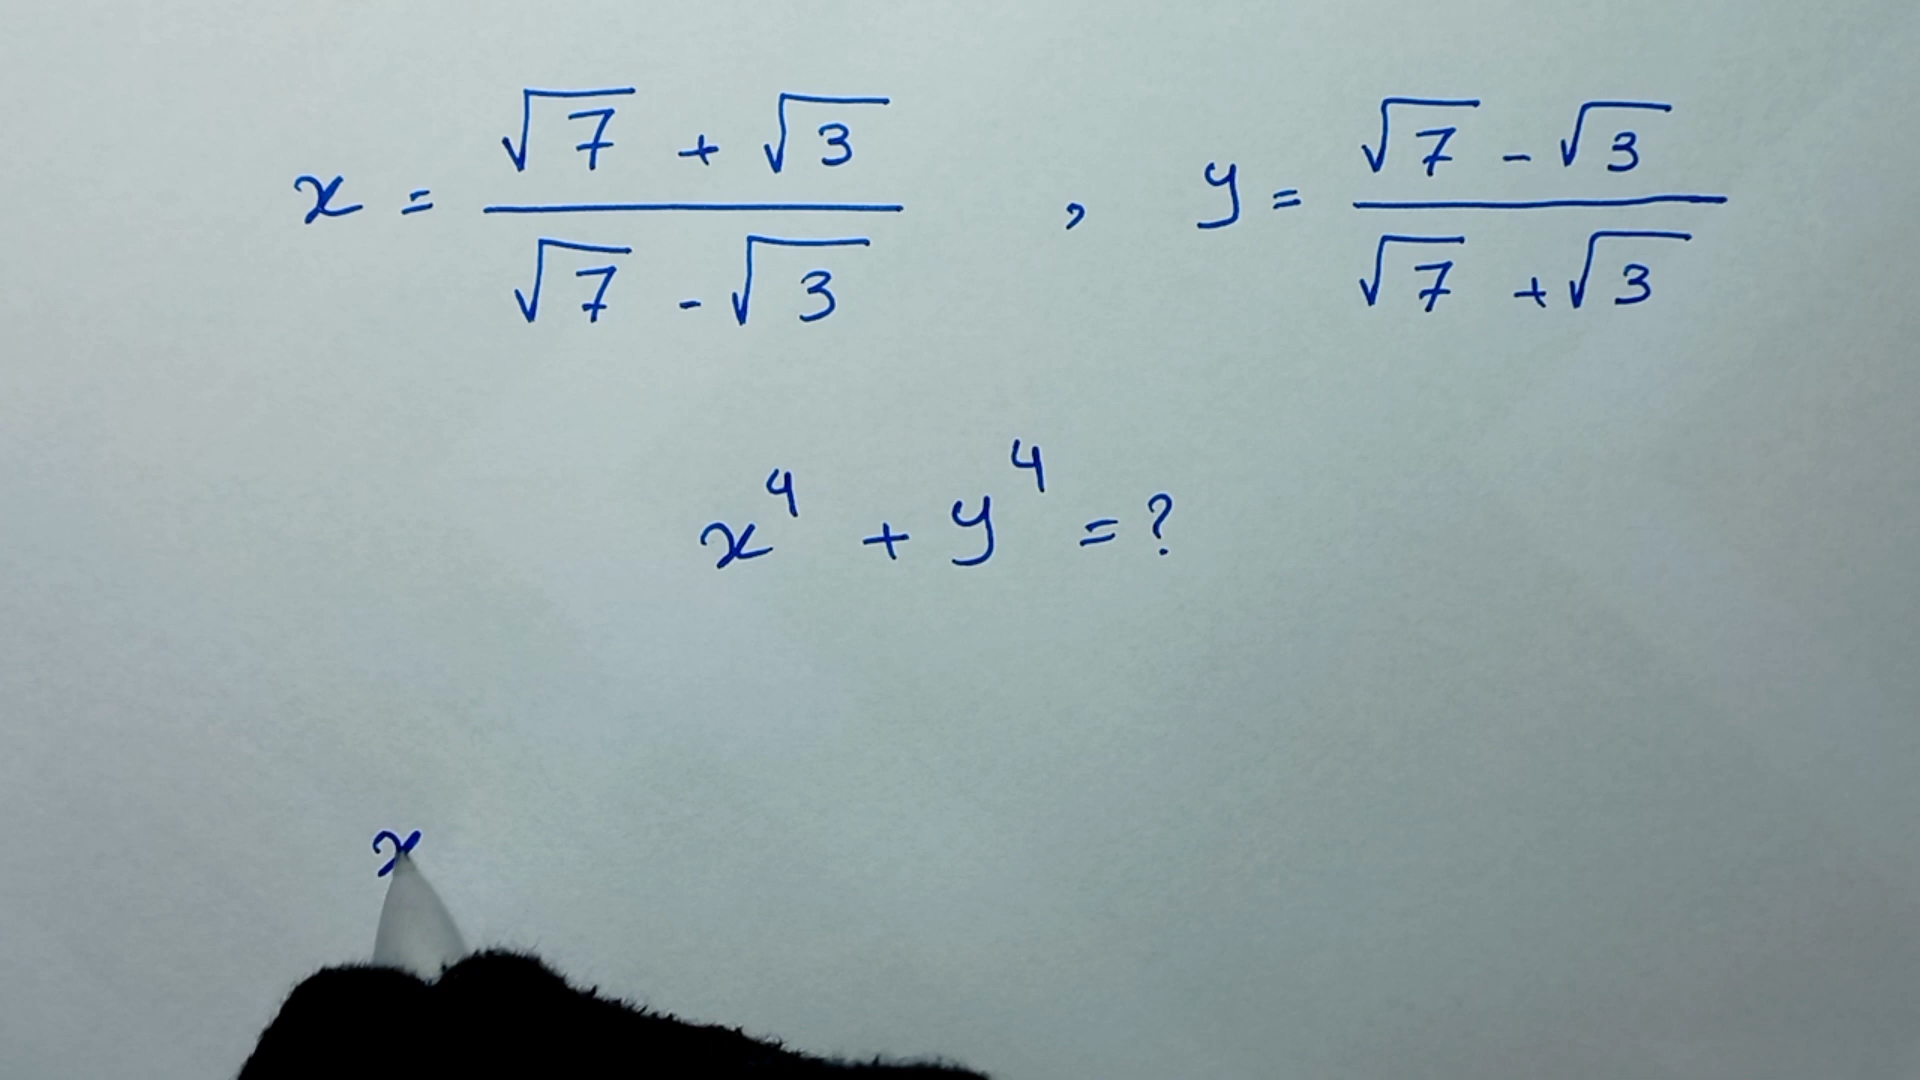 x = (√7 + √3) / (√7 - √3) , y = (√7 - √3) / (√7 + √3)
x⁴ + y⁴ = ?
x